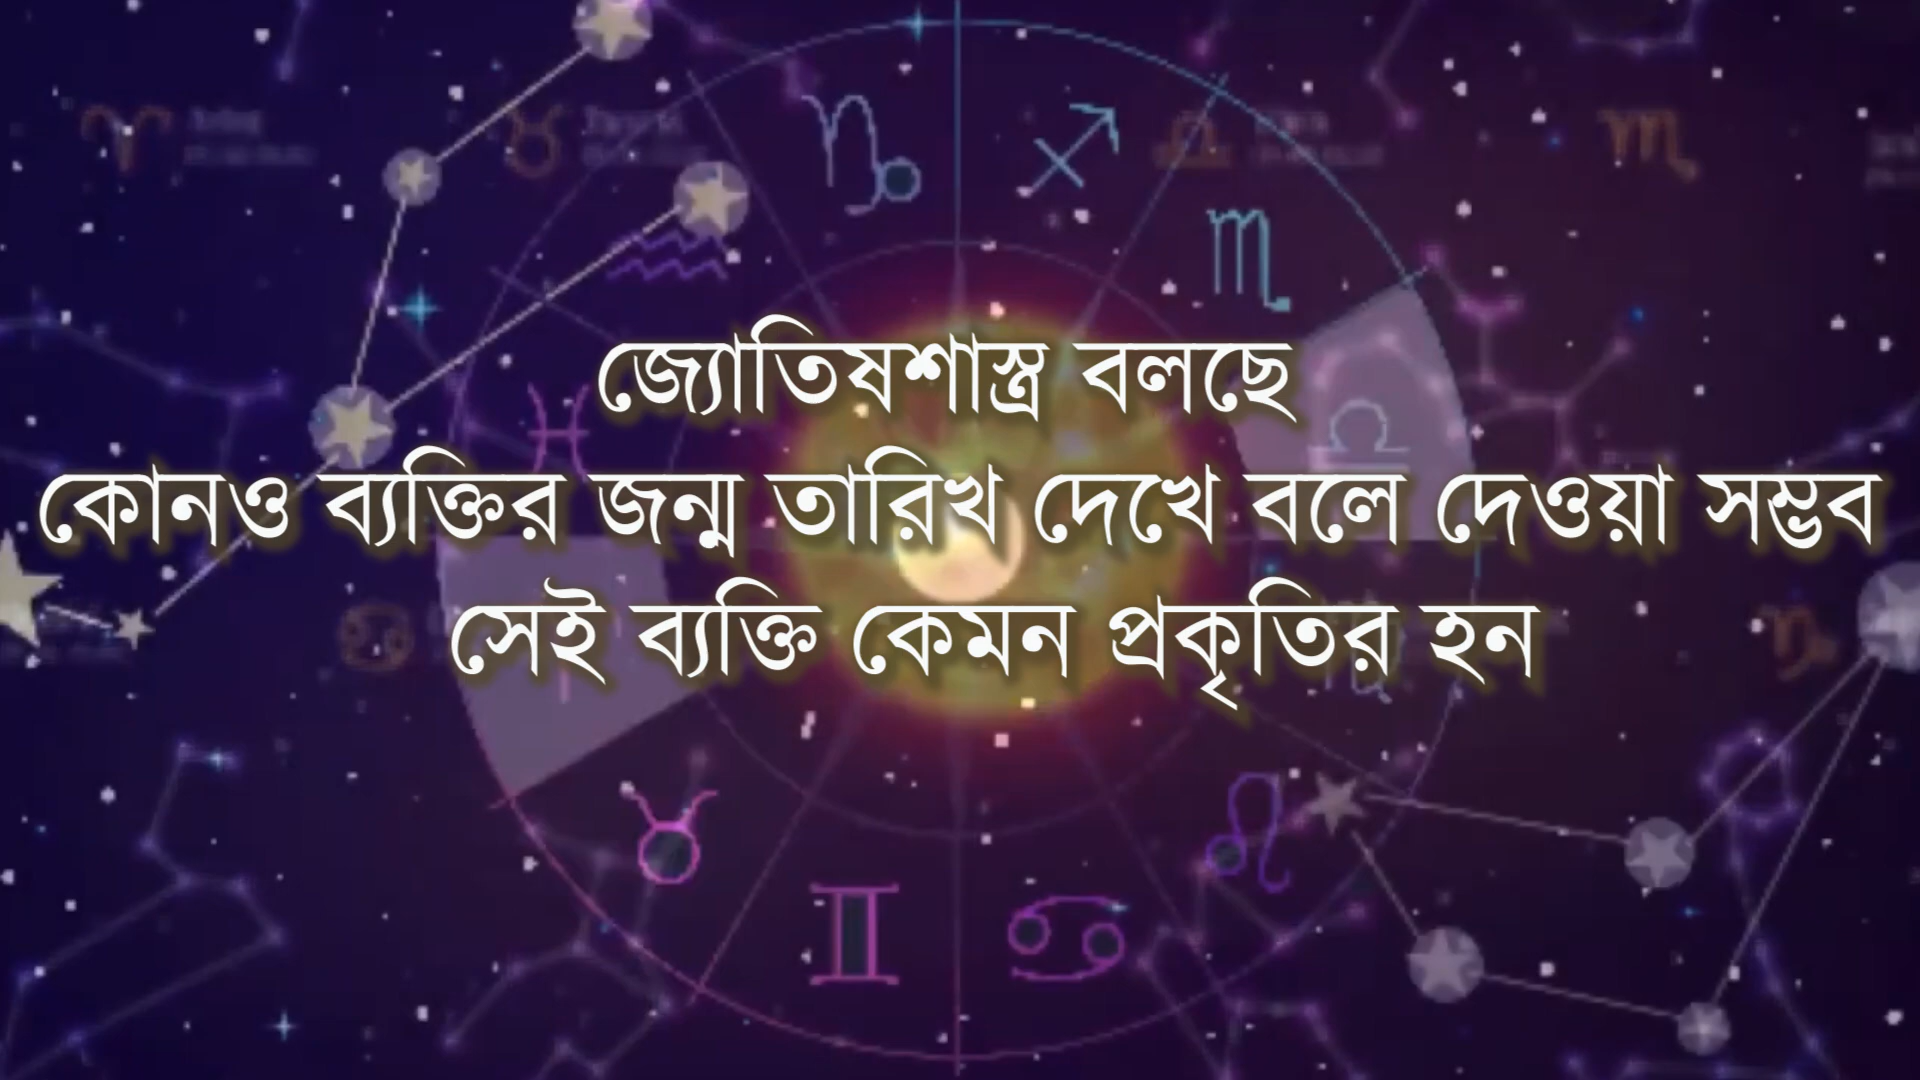 জ্যোতিষশাস্ত্র বলছে
কোনও ব্যক্তির জন্ম তারিখ দেখে বলে দেওয়া সম্ভব
সেই ব্যক্তি কেমন প্রকৃতির হন